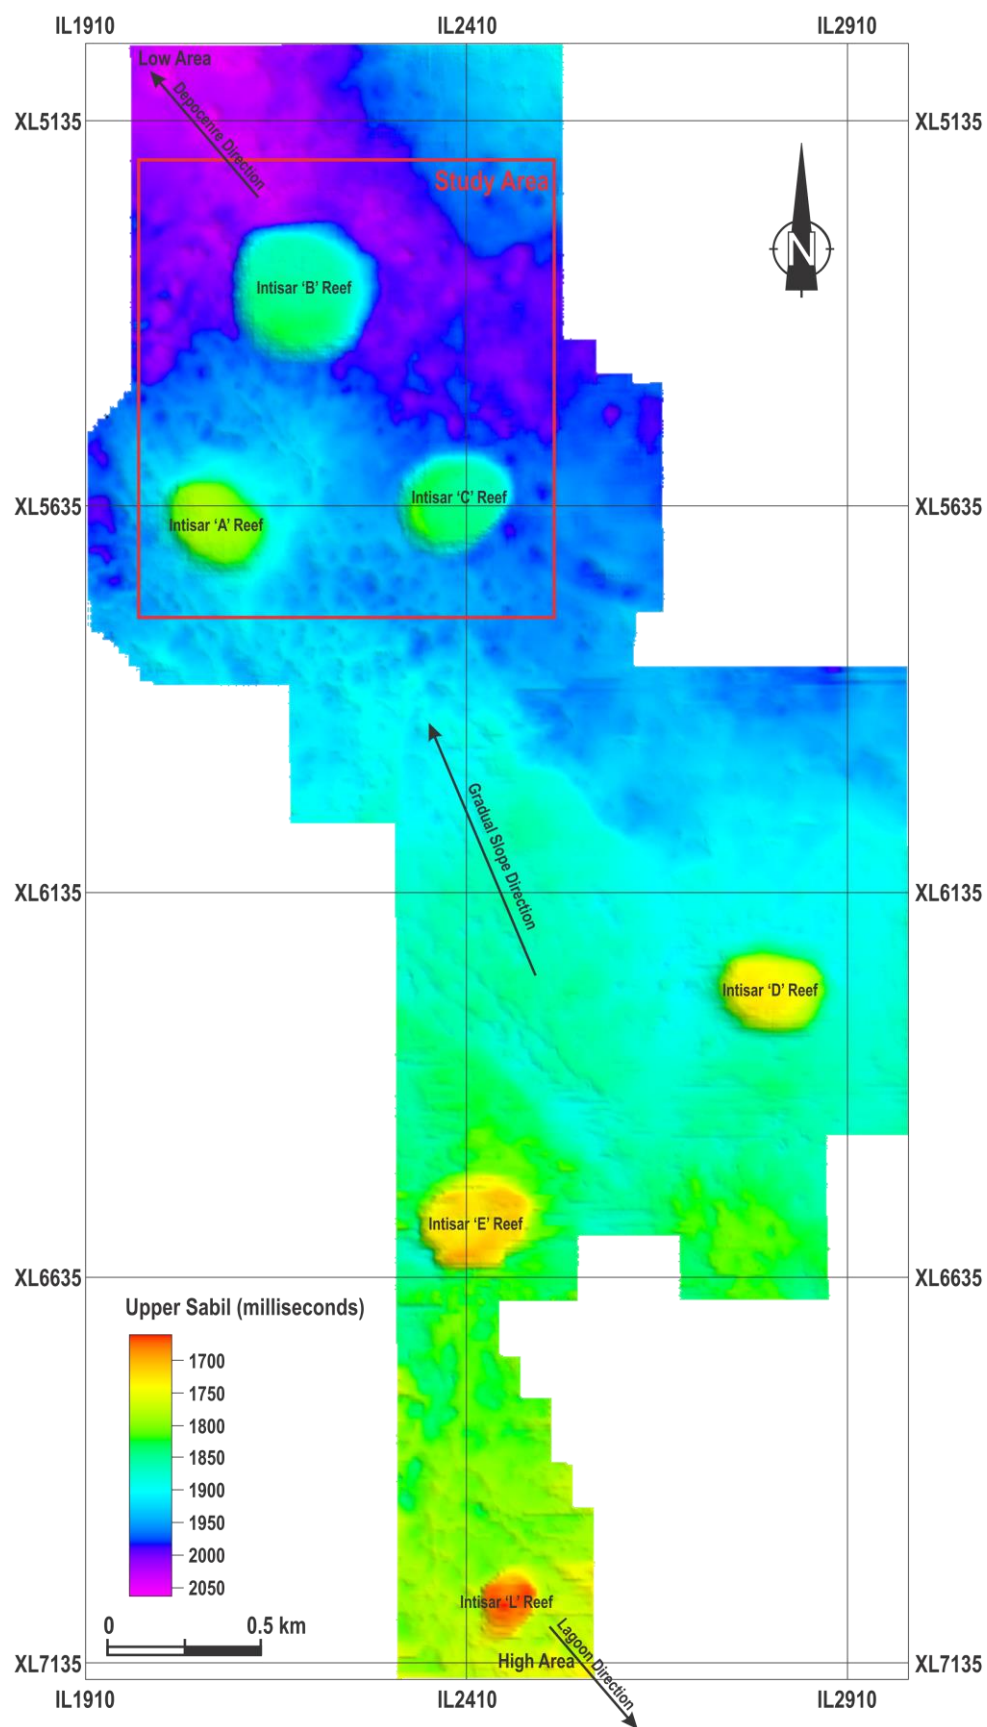 IL1910 IL2410 IL2910
Low Area
Depocenre Direction
XL5135 XL5135
Study Area
N
Intisar ‘B’ Reef
Intisar ‘C’ Reef
XL5635 XL5635
Intisar ‘A’ Reef
Gradual Slope Direction
XL6135 XL6135
Intisar ‘D’ Reef
Intisar ‘E’ Reef
XL6635 XL6635
Upper Sabil (milliseconds)
1700
1750
1800
1850
1900
1950
2000
2050
Intisar ‘L’ Reef
0 0.5 km
Lagoon Direction
High Area
XL7135 XL7135
IL1910 IL2410 IL2910